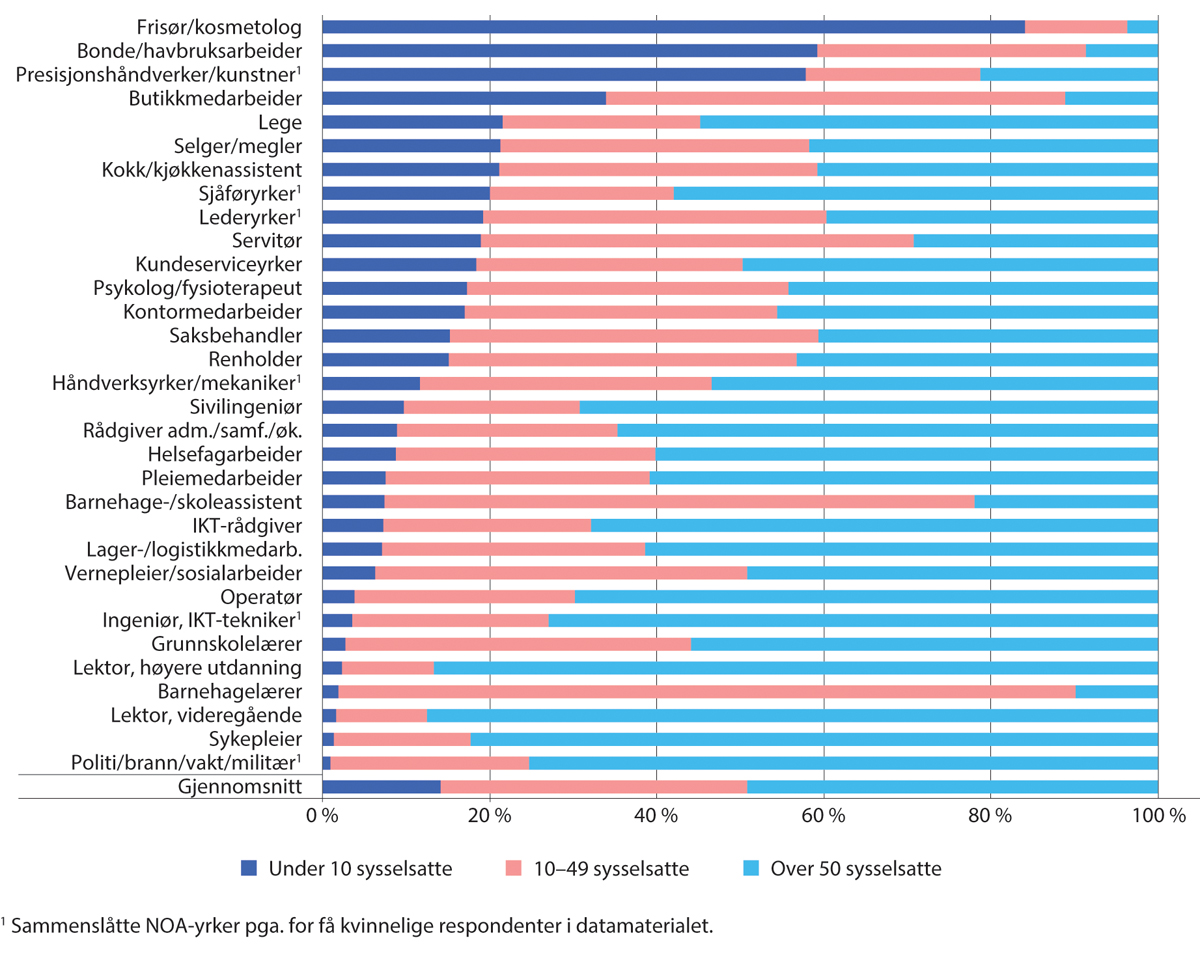 Frisør/kosmetolog
Bonde/havbruksarbeider
Presisjonshåndverker/kunstner¹
Butikkmedarbeider
Lege
Selger/megler
Kokk/kjøkkenassistent
Sjåføryrker¹
Lederyrker¹
Servitør
Kundeserviceyrker
Psykolog/fysioterapeut
Kontormedarbeider
Saksbehandler
Renholder
Håndverksyrker/mekaniker¹
Sivilingeniør
Rådgiver adm./samf./øk.
Helsefagarbeider
Pleiemedarbeider
Barnehage-/skoleassistent
IKT-rådgiver
Lager-/logistikkmedarb.
Vernepleier/sosialarbeider
Operatør
Ingeniør, IKT-tekniker¹
Grunnskolelærer
Lektor, høyere utdanning
Barnehagelærer
Lektor, videregående
Sykepleier
Politi/brann/vakt/militær¹
Gjennomsnitt
0 % 20 % 40 % 60 % 80 % 100 %
Under 10 sysselsatte 10–49 sysselsatte Over 50 sysselsatte
¹ Sammenslåtte NOA-yrker pga. for få kvinnelige respondenter i datamaterialet.